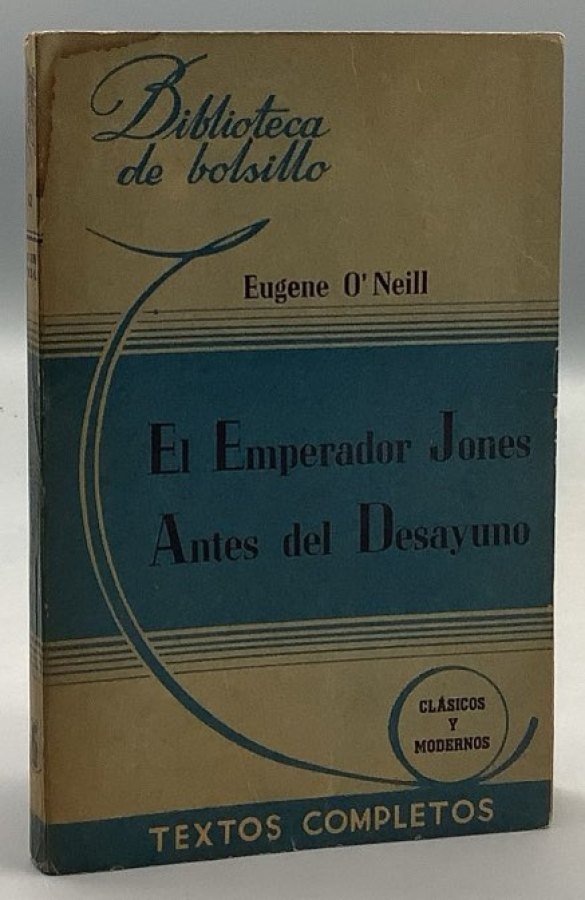 Biblioteca
de bolsillo
Eugene O'Neill
El Emperador Jones
Antes del Desayuno
CLÁSICOS
Y
MODERNOS
TEXTOS COMPLETOS